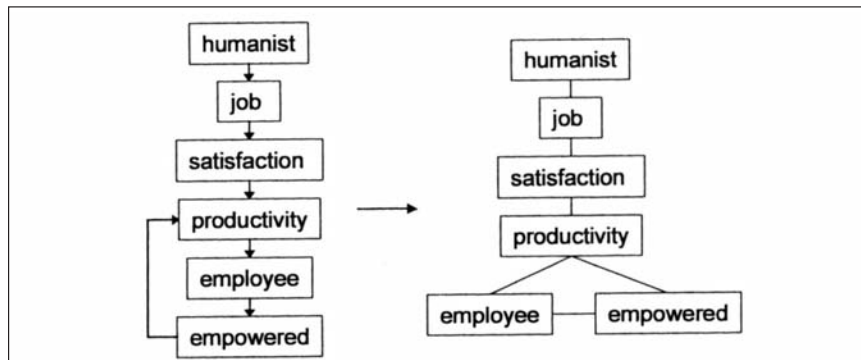 humanist
job
satisfaction
productivity
employee
empowered
humanist
job
satisfaction
productivity
employee empowered